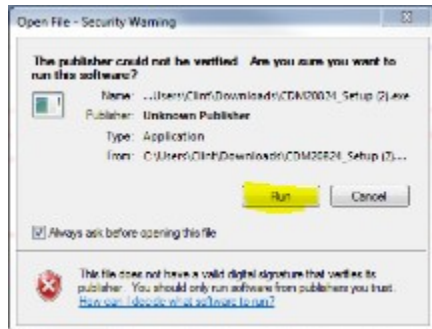 Open File - Security Warning
The publisher could not be verified. Are you sure you want to
run this software?
Name: ...Users\Clint\Downloads\CDM20824_Setup (2).exe
Publisher: Unknown Publisher
Type: Application
From: C:\Users\Clint\Downloads\CDM20824_Setup (2)....
Run
Cancel
Always ask before opening this file
This file does not have a valid digital signature that verifies its
publisher. You should only run software from publishers you trust.
How can I decide what software to run?